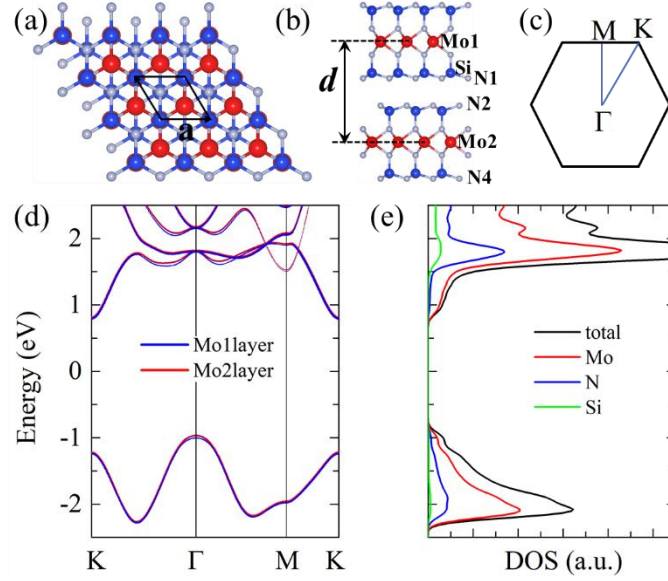 (a)
a
(b)
d
Mo1
Si
N1
N2
Mo2
N4
(c)
M
K
Γ
(d)
Energy (eV)
2
1
0
-1
-2
Mo1layer
Mo2layer
K
Γ
M
K
(e)
total
Mo
N
Si
DOS (a.u.)